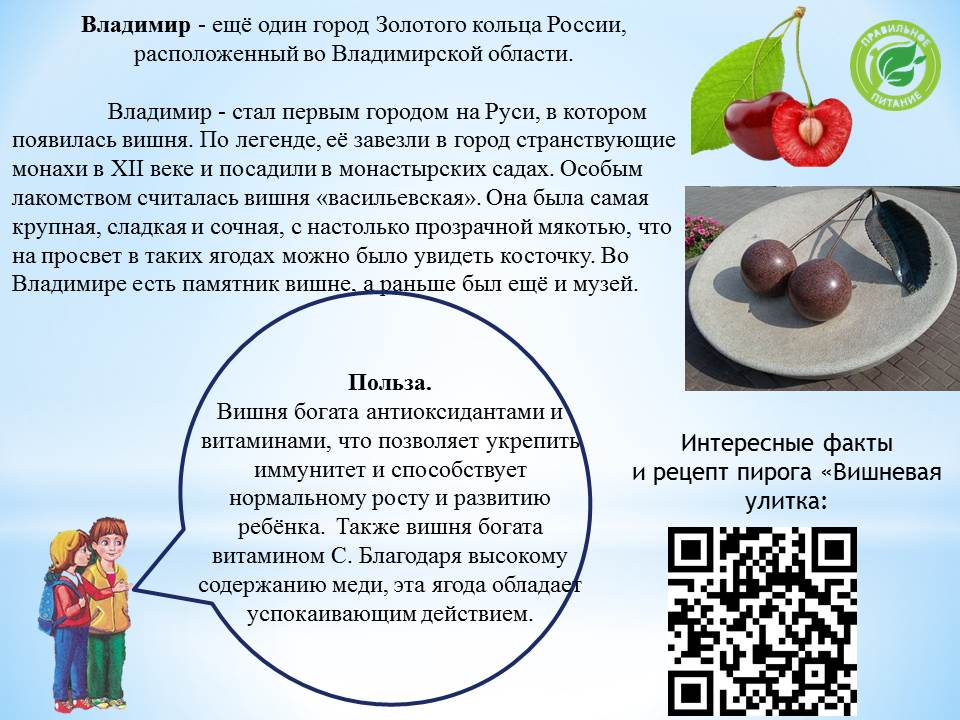 Владимир - ещё один город Золотого кольца России,
расположенный во Владимирской области.
Владимир - стал первым городом на Руси, в котором
появилась вишня. По легенде, её завезли в город странствующие
монахи в XII веке и посадили в монастырских садах. Особым
лакомством считалась вишня «васильевская». Она была самая
крупная, сладкая и сочная, с настолько прозрачной мякотью, что
на просвет в таких ягодах можно было увидеть косточку. Во
Владимире есть памятник вишне, а раньше был ещё и музей.
ПРАВИЛЬНОЕ
ПИТАНИЕ
Польза.
Вишня богата антиоксидантами и
витаминами, что позволяет укрепить
иммунитет и способствует
нормальному росту и развитию
ребёнка. Также вишня богата
витамином С. Благодаря высокому
содержанию меди, эта ягода обладает
успокаивающим действием.
Интересные факты
и рецепт пирога «Вишневая
улитка: